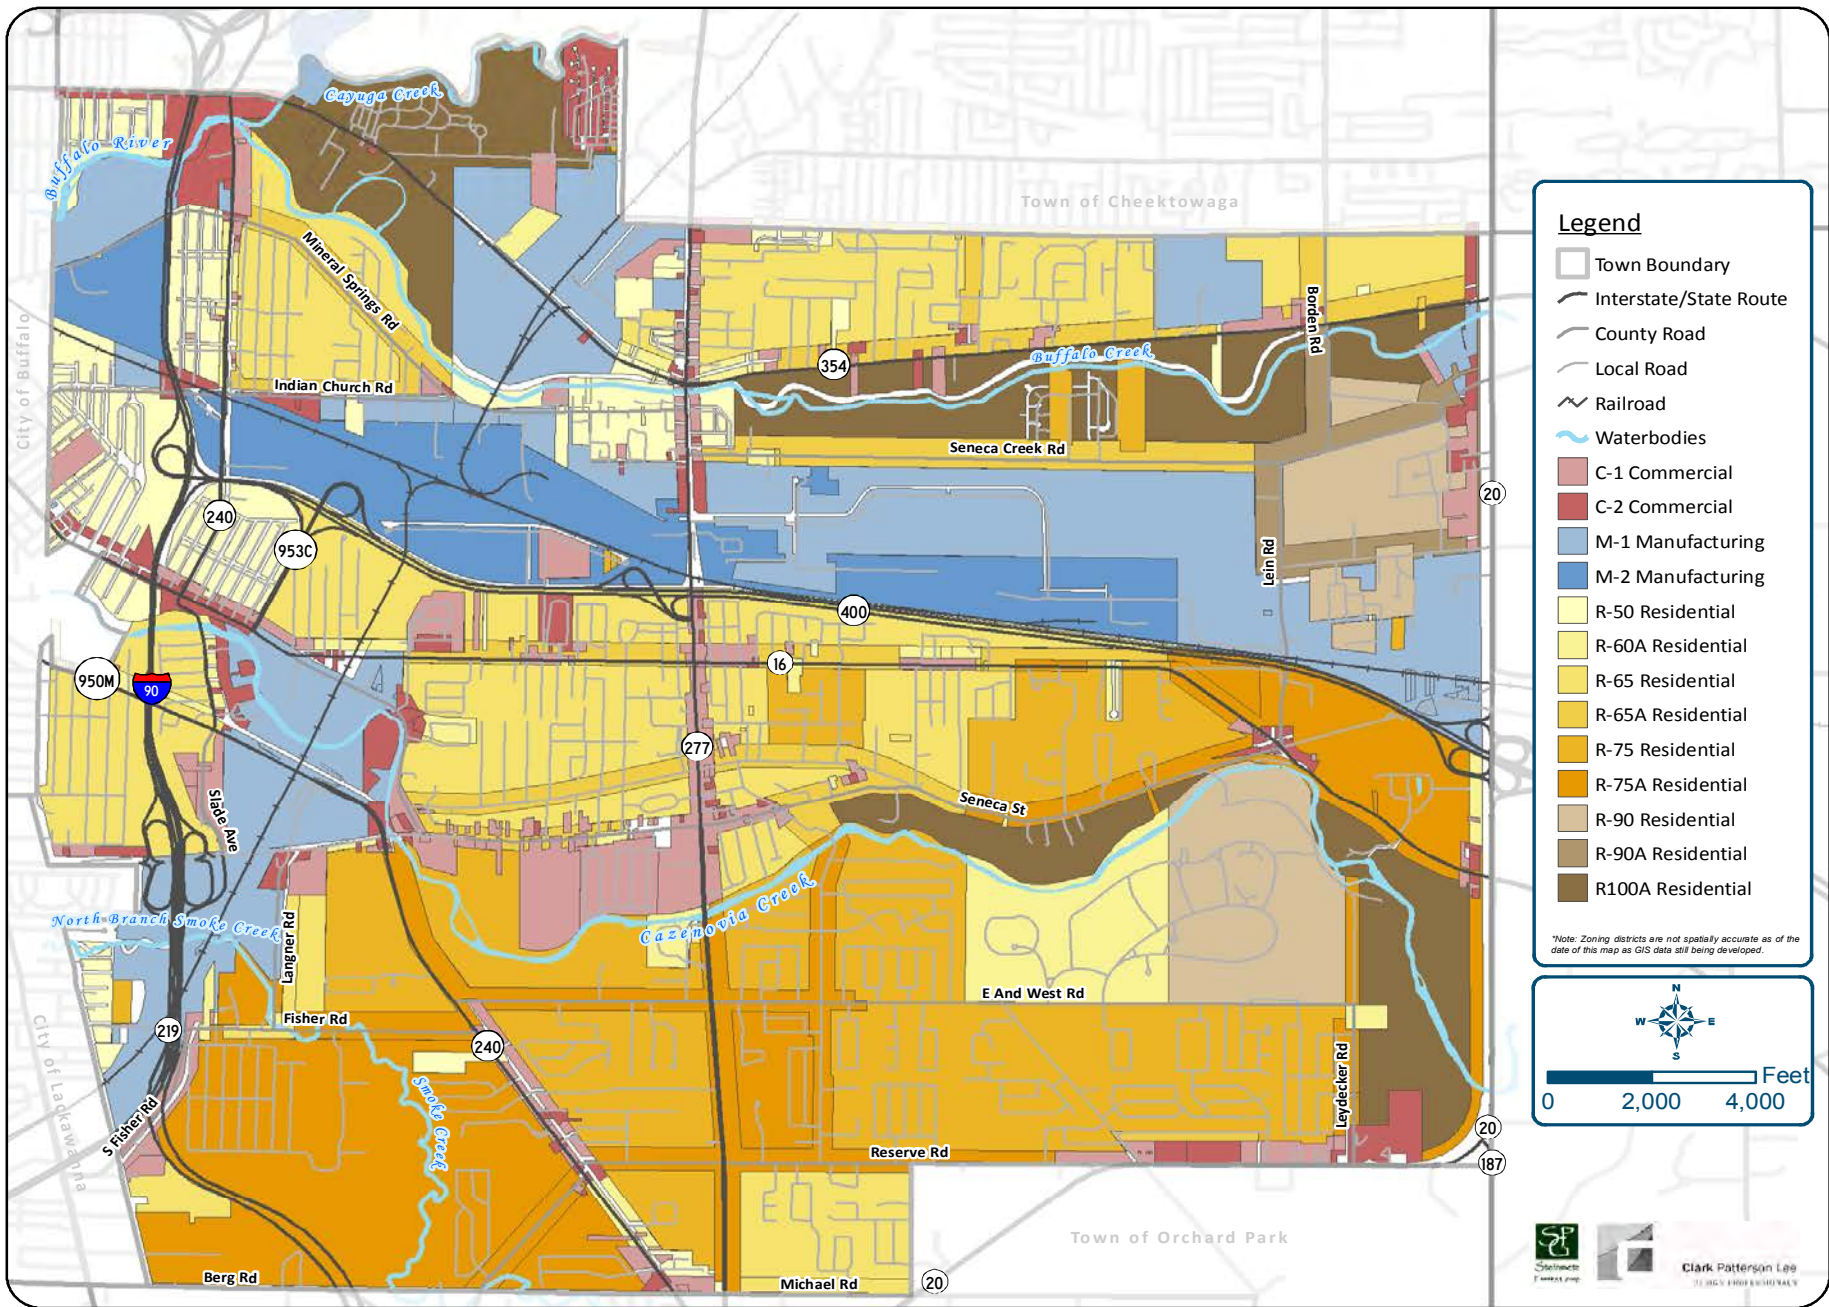 Cayuga Creek
Buffalo River
Town of Cheektowaga
Mineral Springs Rd
Borden Rd
City of Buffalo
354
Buffalo Creek
Indian Church Rd
Seneca Creek Rd
20
240
953C
Lein Rd
400
16
950M
90
277
Slade Ave
Seneca St
North Branch Smoke Creek
Langner Rd
Cazenovia Creek
E And West Rd
Fisher Rd
219
240
City of Lackawanna
Smoke Creek
Leydecker Rd
S Fisher Rd
Reserve Rd
20
187
Town of Orchard Park
Berg Rd
Michael Rd
20
Legend
Town Boundary
Interstate/State Route
County Road
Local Road
Railroad
Waterbodies
C-1 Commercial
C-2 Commercial
M-1 Manufacturing
M-2 Manufacturing
R-50 Residential
R-60A Residential
R-65 Residential
R-65A Residential
R-75 Residential
R-75A Residential
R-90 Residential
R-90A Residential
R100A Residential
*Note: Zoning districts are not spatially accurate as of the
date of this map as GIS data still being developed.
N
W E
S
Feet
0 2,000 4,000
SPG
Steinmetz
Clark Patterson Lee
DESIGN PROFESSIONALS